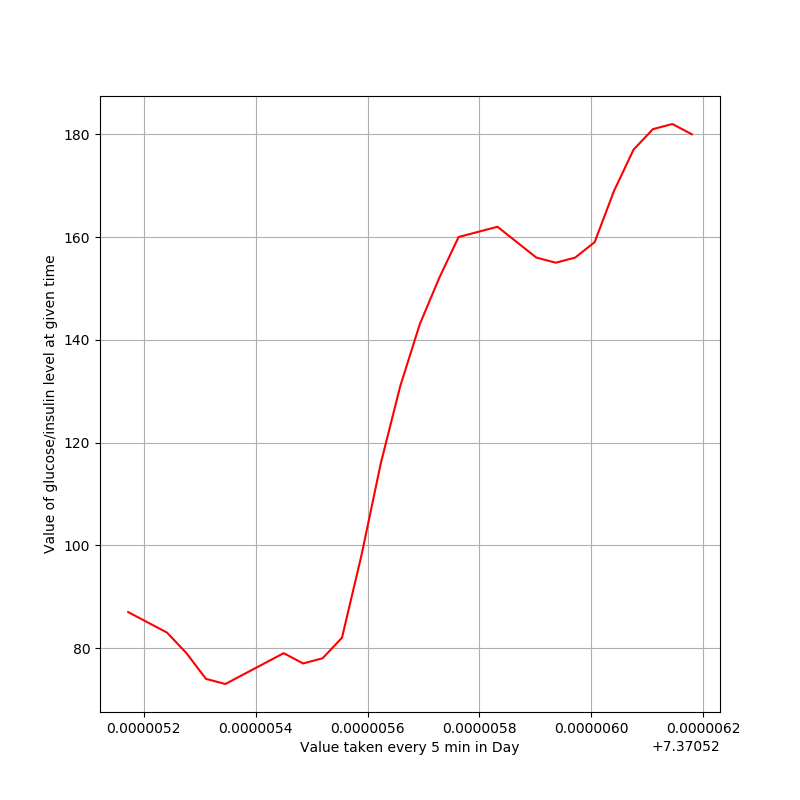 180
160
140
120
100
80
Value of glucose/insulin level at given time
0.0000052 0.0000054 0.0000056 0.0000058 0.0000060 0.0000062
Value taken every 5 min in Day
+7.37052